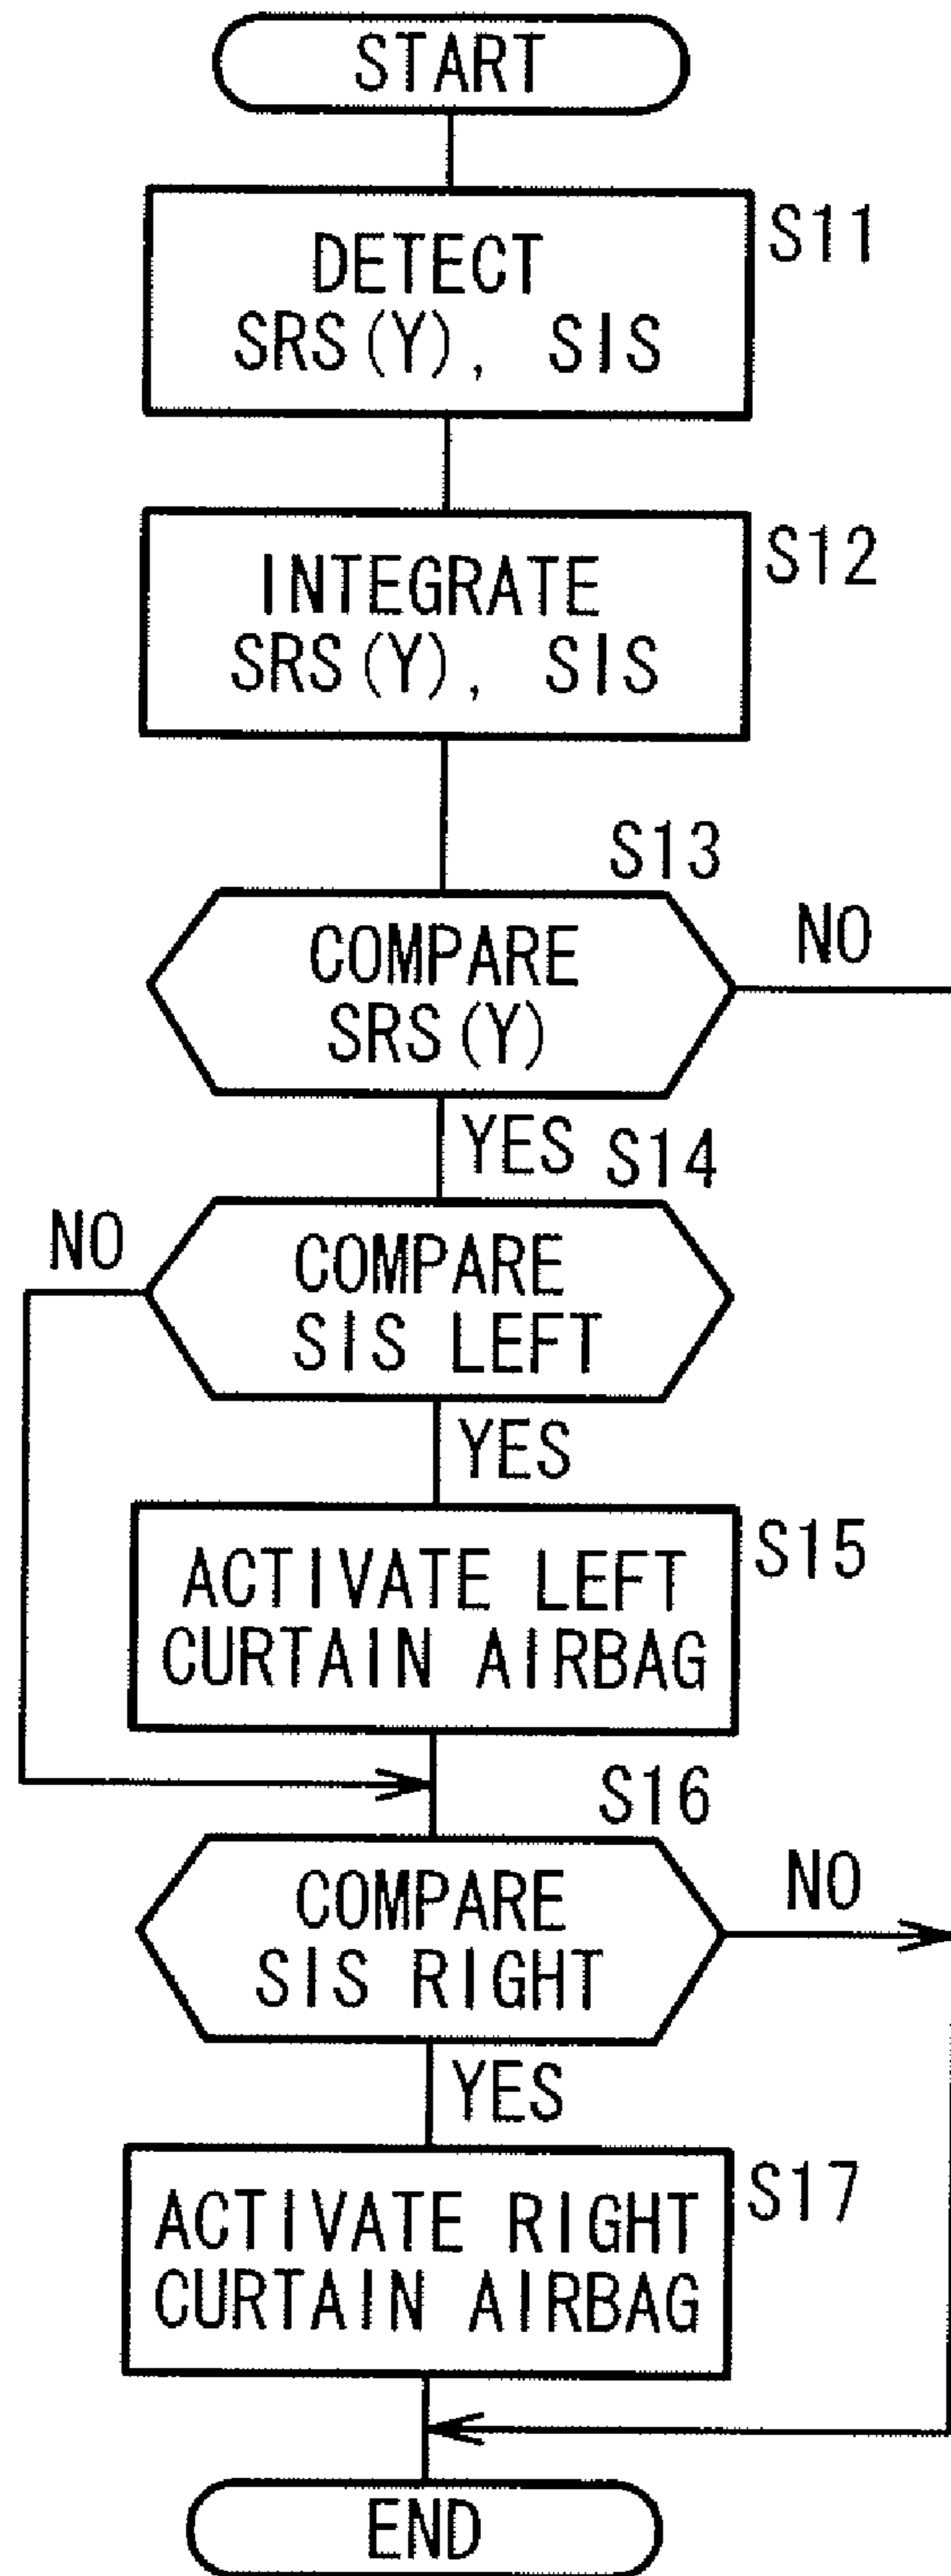 START
S11
DETECT
SRS(Y), SIS
S12
INTEGRATE
SRS(Y), SIS
S13
COMPARE
SRS(Y)
NO
YES
S14
NO
COMPARE
SIS LEFT
YES
S15
ACTIVATE LEFT
CURTAIN AIRBAG
S16
COMPARE
SIS RIGHT
NO
YES
S17
ACTIVATE RIGHT
CURTAIN AIRBAG
END